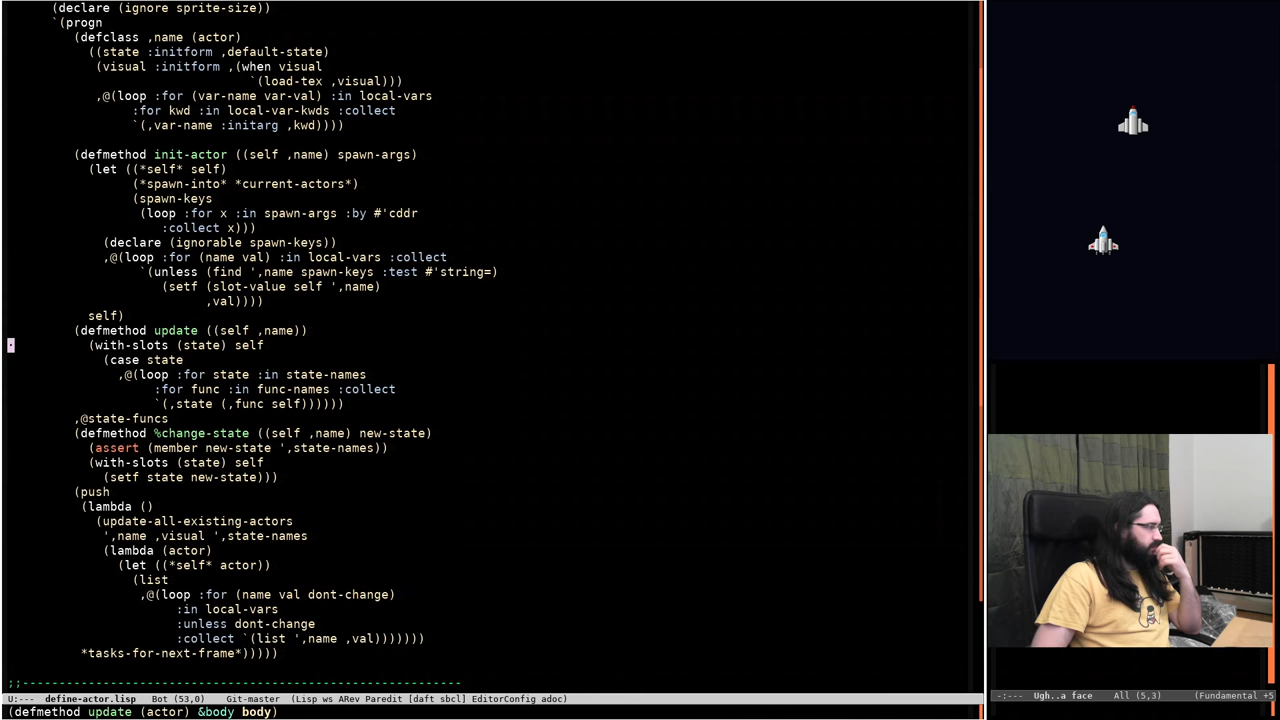 (declare (ignore sprite-size))
`(progn
(defclass ,name (actor)
((state :initform ,default-state)
(visual :initform ,(when visual
`(load-tex ,visual)))
,@(loop :for (var-name var-val) :in local-vars
:for kwd :in local-var-kwds :collect
`(,var-name :initarg ,kwd))))
(defmethod init-actor ((self ,name) spawn-args)
(let ((*self* self)
(*spawn-into* *current-actors*)
(spawn-keys
(loop :for x :in spawn-args :by #'cddr
:collect x)))
(declare (ignorable spawn-keys))
,@(loop :for (name val) :in local-vars :collect
`(unless (find ',name spawn-keys :test #'string=)
(setf (slot-value self ',name)
,val))))
self)
(defmethod update ((self ,name))
(with-slots (state) self
(case state
,@(loop :for state :in state-names
:for func :in func-names :collect
`(,state (,func self))))))
,@state-funcs
(defmethod %change-state ((self ,name) new-state)
(assert (member new-state ',state-names))
(with-slots (state) self
(setf state new-state)))
(push
(lambda ()
(update-all-existing-actors
',name ,visual ',state-names
(lambda (actor)
(let ((*self* actor))
(list
,@(loop :for (name val dont-change)
:in local-vars
:unless dont-change
:collect `(list ',name ,val)))))))
*tasks-for-next-frame*)))))
;;------------------------------------------------------------
U:--- define-actor.lisp Bot (53,0) Git-master (Lisp ws ARev Paredit [daft sbcl] EditorConfig adoc)
(defmethod update (actor) &body body)
-:--- Ugh..a face All (5,3) (Fundamental +5